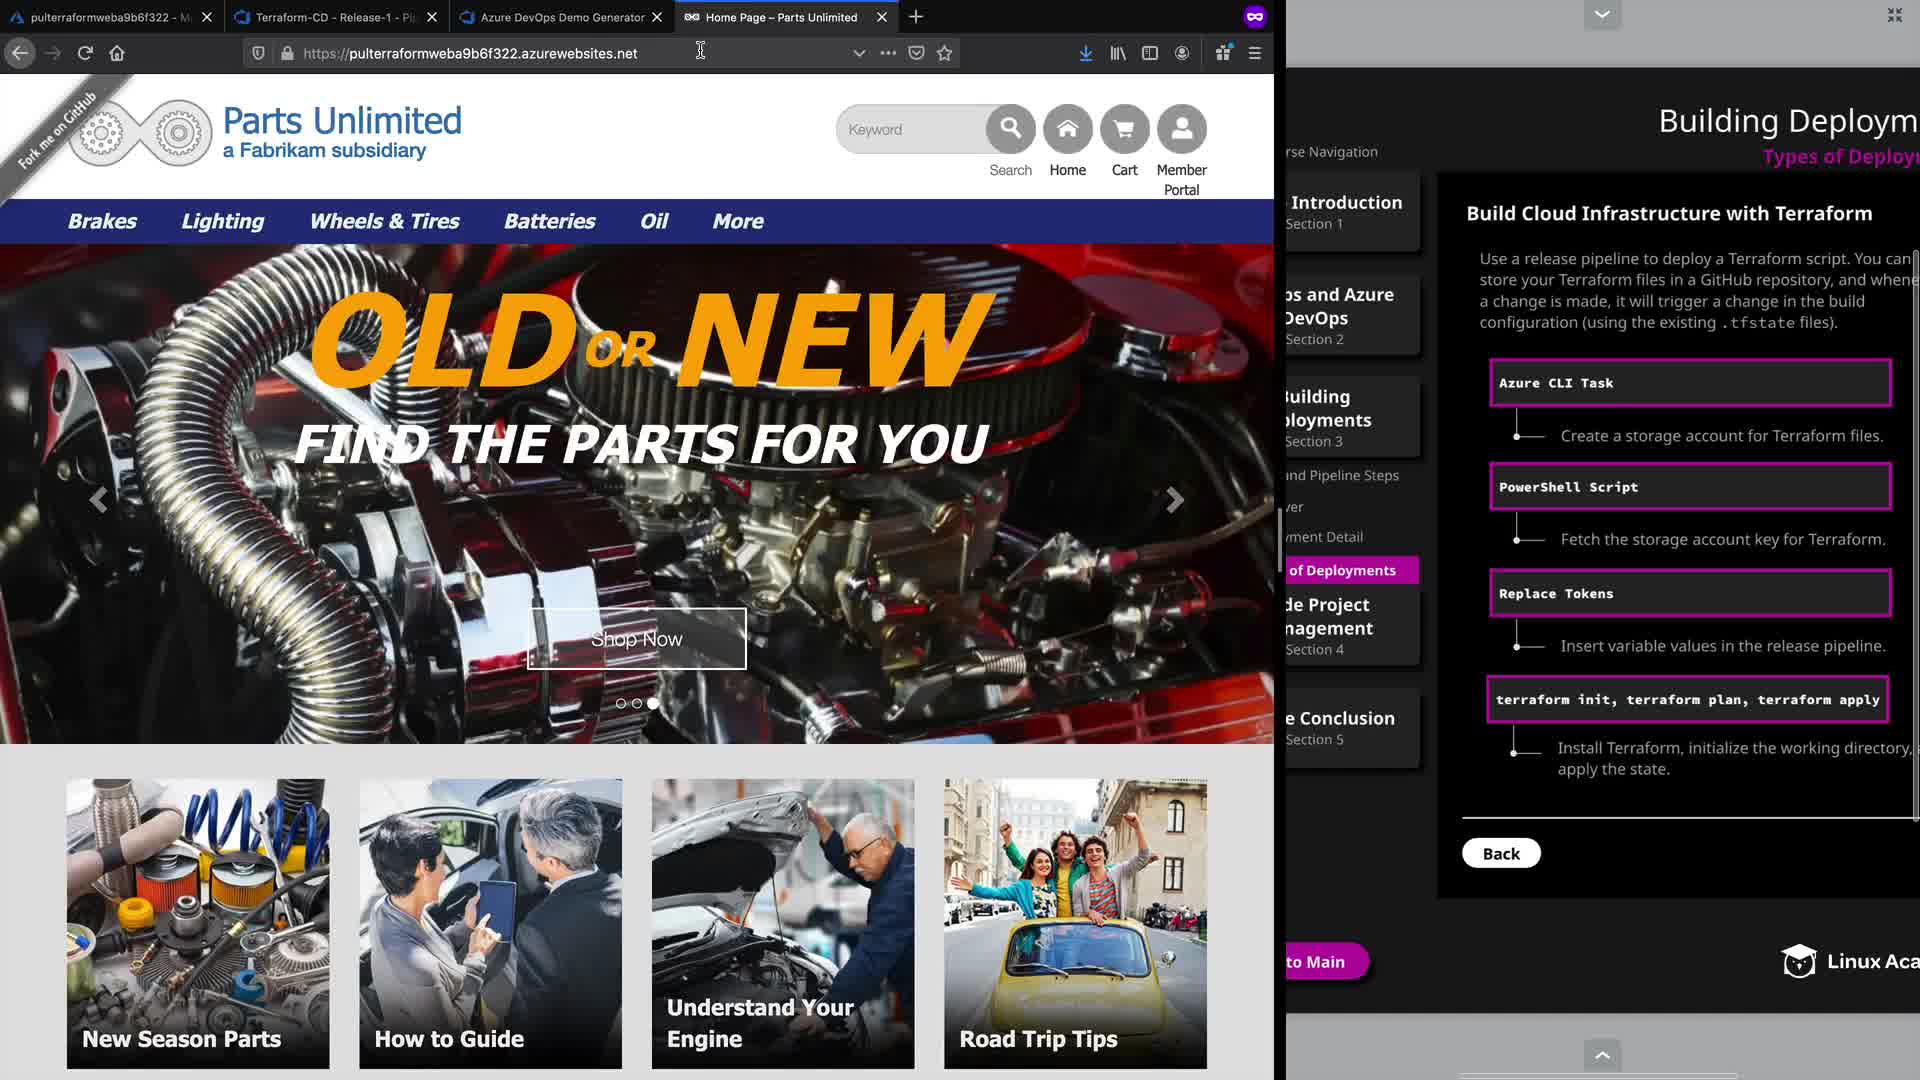 pulterraformweba9b6f322 - M
Terraform-CD - Release-1 - Pip
Azure DevOps Demo Generator
Home Page – Parts Unlimited
https://pulterraformweba9b6f322.azurewebsites.net
Fork me on GitHub
Parts Unlimited
a Fabrikam subsidiary
Keyword
Search
Home
Cart
Member
Portal
Brakes
Lighting
Wheels & Tires
Batteries
Oil
More
OLD OR NEW
FIND THE PARTS FOR YOU
Shop Now
New Season Parts
How to Guide
Understand Your
Engine
Road Trip Tips
Building Deploym
Types of Deploy
rse Navigation
Introduction
Section 1
ps and Azure
DevOps
Section 2
Building
ployments
Section 3
and Pipeline Steps
ver
yment Detail
of Deployments
de Project
nagement
Section 4
e Conclusion
Section 5
to Main
Build Cloud Infrastructure with Terraform
Use a release pipeline to deploy a Terraform script. You can
store your Terraform files in a GitHub repository, and whene
a change is made, it will trigger a change in the build
configuration (using the existing .tfstate files).
Azure CLI Task
Create a storage account for Terraform files.
PowerShell Script
Fetch the storage account key for Terraform.
Replace Tokens
Insert variable values in the release pipeline.
terraform init, terraform plan, terraform apply
Install Terraform, initialize the working directory,
apply the state.
Back
Linux Aca